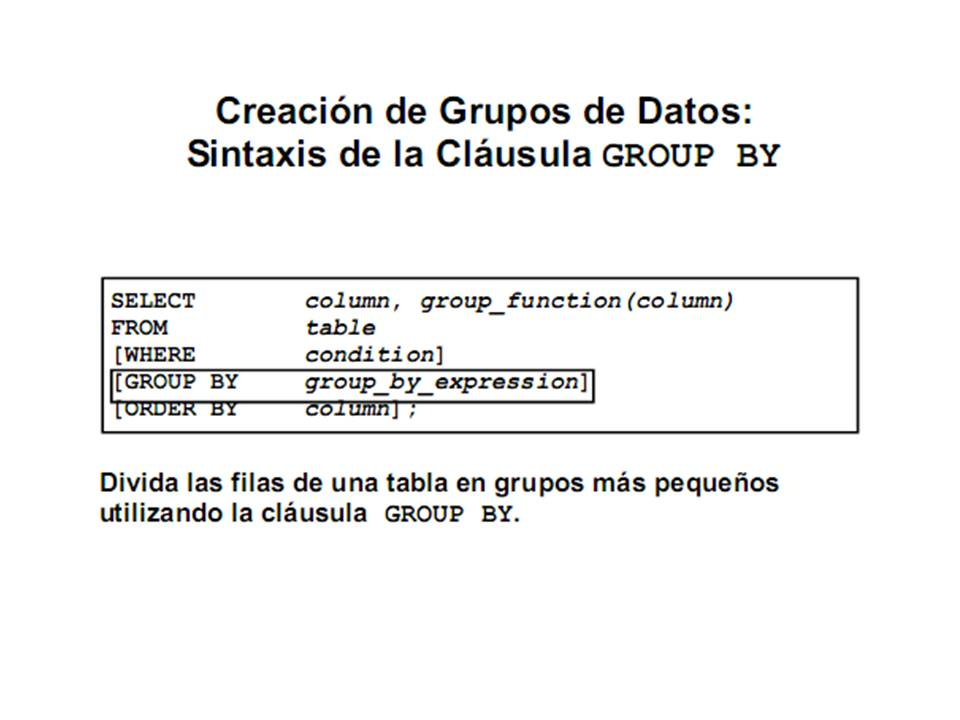 Creación de Grupos de Datos:
Sintaxis de la Cláusula GROUP BY
SELECT column, group_function(column)
FROM table
[WHERE condition]
[GROUP BY group_by_expression]
[ORDER BY column];
Divida las filas de una tabla en grupos más pequeños
utilizando la cláusula GROUP BY.